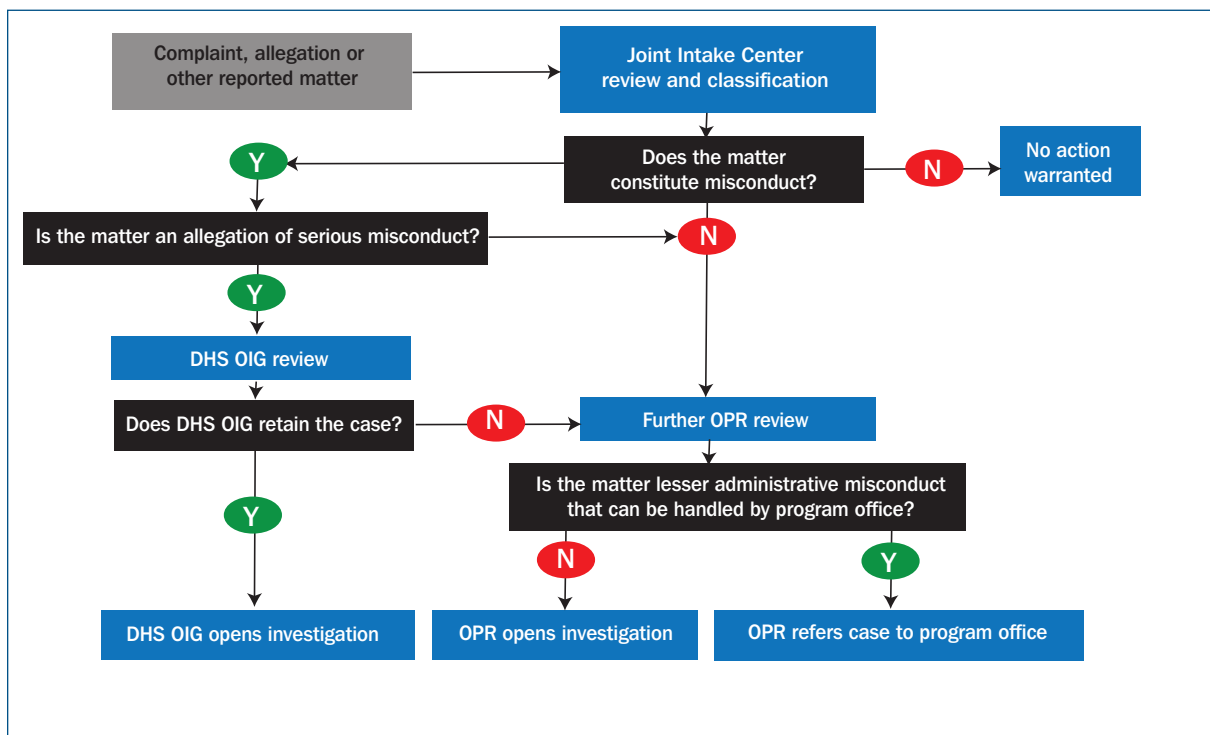 Complaint, allegation or
other reported matter
Joint Intake Center
review and classification
Does the matter
constitute misconduct?
N
No action
warranted
Y
Is the matter an allegation of serious misconduct?
N
Y
DHS OIG review
Does DHS OIG retain the case?
N
Further OPR review
Is the matter lesser administrative misconduct
that can be handled by program office?
Y
N
Y
DHS OIG opens investigation
OPR opens investigation
OPR refers case to program office